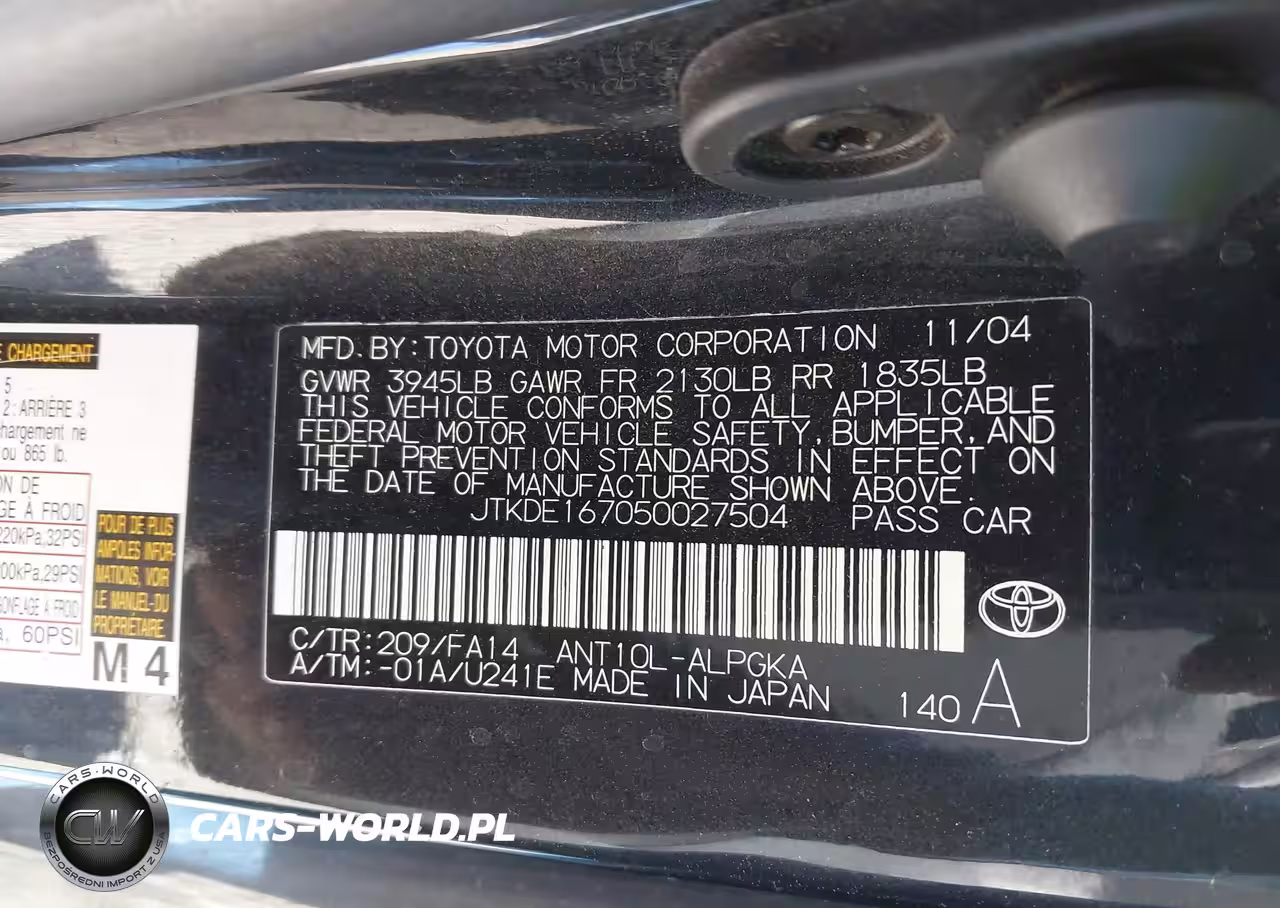 E CHARGEMENT
5
2:ARRIÈRE 3
hargement ne
ou 865 lb.
ON DE
GE À FROID
220kPa,32PSI
200kPa,29PSI
GONFLAGE À FROID
a, 60PSI
POUR DE PLUS
AMPLES INFOR-
MATIONS, VOIR
LE MANUEL-DU
PROPRIÉTAIRE.
M 4
MFD.BY:TOYOTA MOTOR CORPORATION 11/04
GVWR 3945LB GAWR FR 2130LB RR 1835LB
THIS VEHICLE CONFORMS TO ALL APPLICABLE
FEDERAL MOTOR VEHICLE SAFETY,BUMPER,AND
THEFT PREVENTION STANDARDS IN EFFECT ON
THE DATE OF MANUFACTURE SHOWN ABOVE.
JTKDE167050027504 PASS CAR
C/TR:209/FA14 ANT10L-ALPGKA
A/TM:-01A/U241E MADE IN JAPAN
140 A
CARS-WORLD
CW
BEZPOŚREDNI IMPORT Z USA
CARS-WORLD.PL